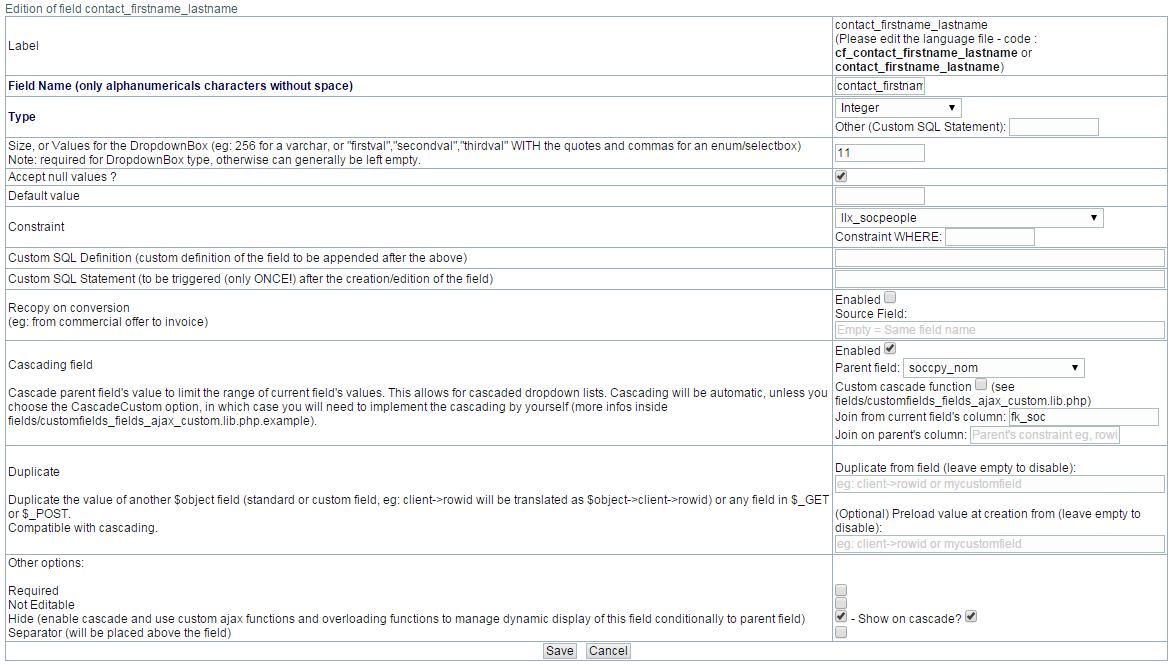 Edition of field contact_firstname_lastname
Label
contact_firstname_lastname
(Please edit the language file - code :
cf_contact_firstname_lastname or
contact_firstname_lastname)
Field Name (only alphanumericals characters without space)
contact_firstnam
Type
Integer
Other (Custom SQL Statement):
Size, or Values for the DropdownBox (eg: 256 for a varchar, or "firstval","secondval","thirdval" WITH the quotes and commas for an enum/selectbox)
Note: required for DropdownBox type, otherwise can generally be left empty.
11
Accept null values ?
Default value
Constraint
llx_socpeople
Constraint WHERE:
Custom SQL Definition (custom definition of the field to be appended after the above)
Custom SQL Statement (to be triggered (only ONCE!) after the creation/edition of the field)
Recopy on conversion
(eg: from commercial offer to invoice)
Enabled
Source Field:
Empty = Same field name
Cascading field
Cascade parent field's value to limit the range of current field's values. This allows for cascaded dropdown lists. Cascading will be automatic, unless you
choose the CascadeCustom option, in which case you will need to implement the cascading by yourself (more infos inside
fields/customfields_fields_ajax_custom.lib.php.example).
Enabled
Parent field: soccpy_nom
Custom cascade function (see
fields/customfields_fields_ajax_custom.lib.php)
Join from current field's column: fk_soc
Join on parent's column: Parent's constraint eg, rowi
Duplicate
Duplicate the value of another $object field (standard or custom field, eg: client->rowid will be translated as $object->client->rowid) or any field in $_GET
or $_POST.
Compatible with cascading.
Duplicate from field (leave empty to disable):
eg: client->rowid or mycustomfield
(Optional) Preload value at creation from (leave empty to
disable):
eg: client->rowid or mycustomfield
Other options:
Required
Not Editable
Hide (enable cascade and use custom ajax functions and overloading functions to manage dynamic display of this field conditionally to parent field)
- Show on cascade?
Separator (will be placed above the field)
Save Cancel